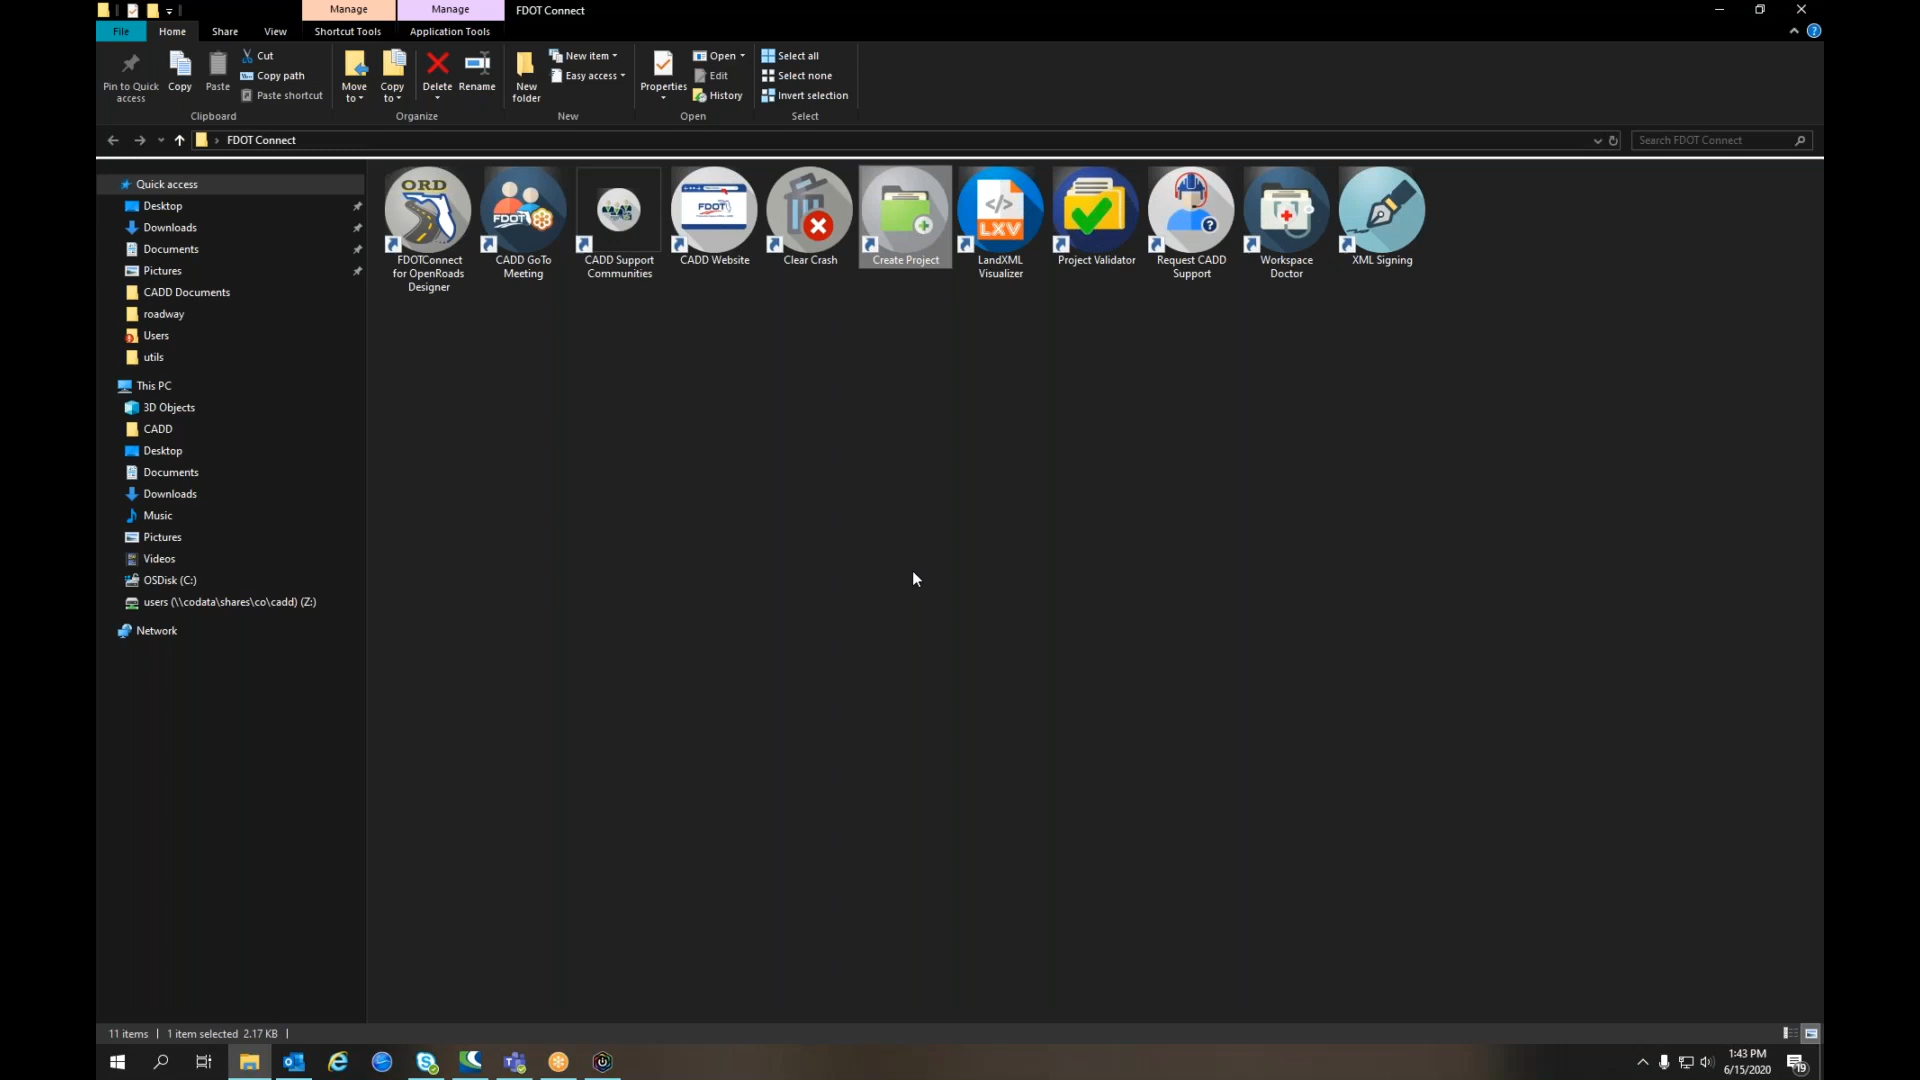 Manage
Manage
FDOT Connect
File
Home
Share
View
Shortcut Tools
Application Tools
Pin to Quick
access
Copy
Paste
Cut
Copy path
Paste shortcut
Clipboard
Move
to
Copy
to
Delete
Rename
Organize
New
folder
New item
Easy access
New
Properties
Open
Edit
History
Open
Select all
Select none
Invert selection
Select
FDOT Connect
Search FDOT Connect
Quick access
Desktop
Downloads
Documents
Pictures
CADD Documents
roadway
Users
utils
This PC
3D Objects
CADD
Desktop
Documents
Downloads
Music
Pictures
Videos
OSDisk (C:)
users (\\codata\shares\co\cadd) (Z:)
Network
ORD
FDOTConnect
for OpenRoads
Designer
FDOT
CADD GoTo
Meeting
CADD Support
Communities
FDOT
CADD Website
Clear Crash
Create Project
</>
LXV
LandXML
Visualizer
Project Validator
Request CADD
Support
Workspace
Doctor
XML Signing
11 items
1 item selected 2.17 KB
1:43 PM
6/15/2020
19